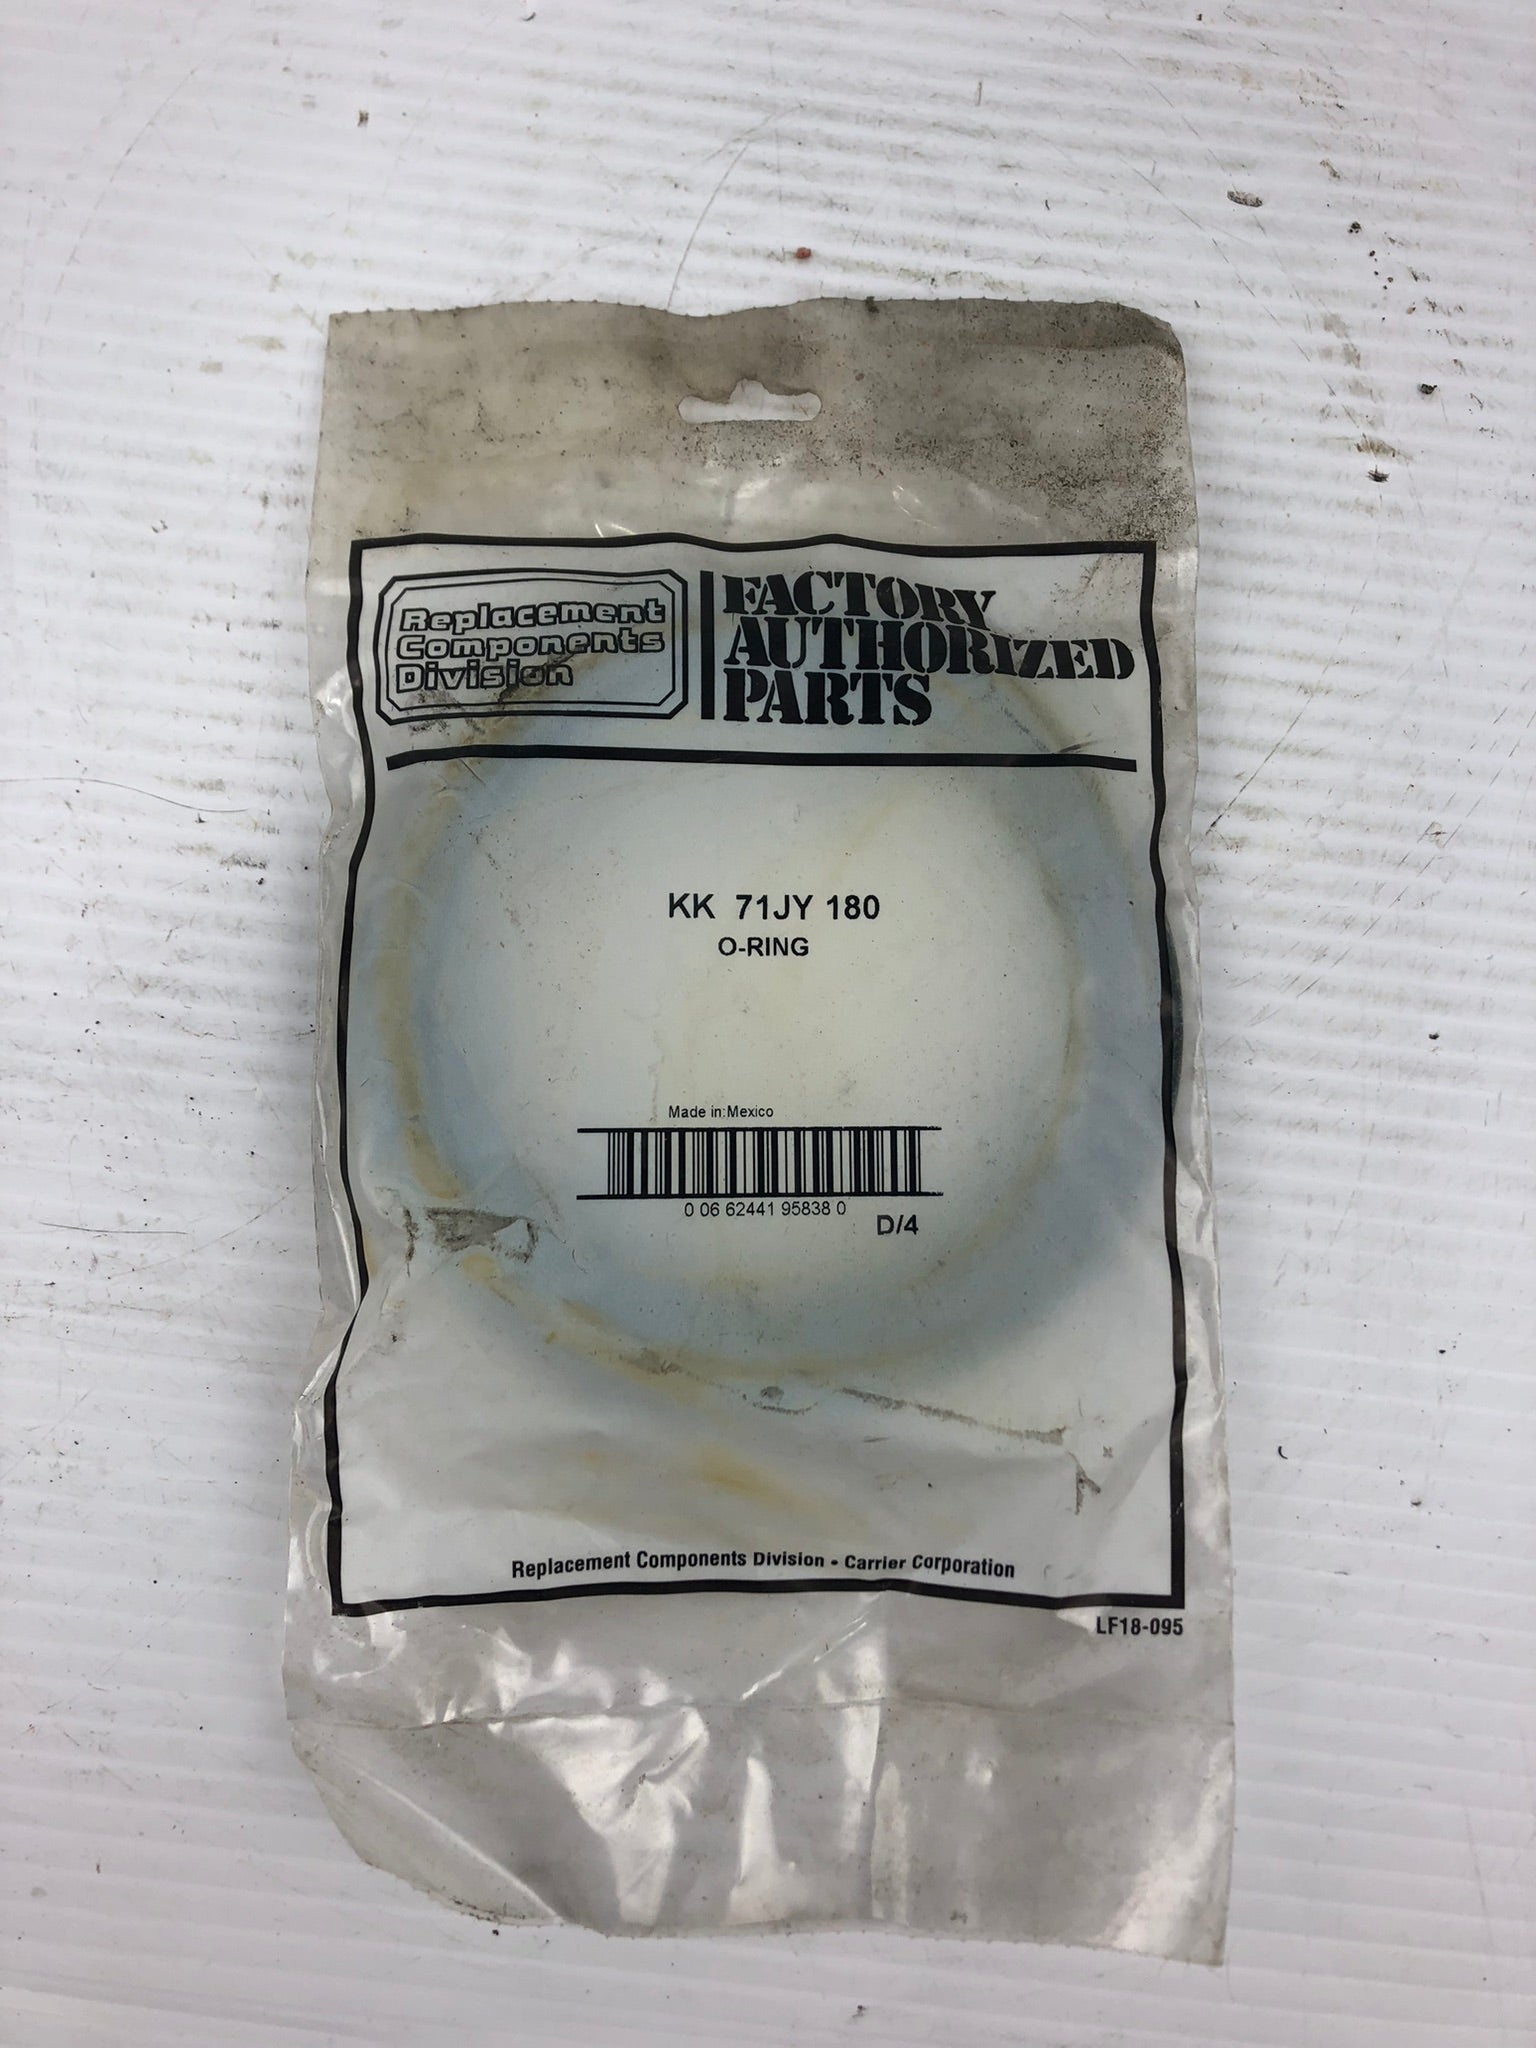 Replacement
Components
Division
FACTORY
AUTHORIZED
PARTS
KK 71JY 180
O-RING
Made in:Mexico
0 06 62441 95838 0
D/4
Replacement Components Division - Carrier Corporation
LF18-095